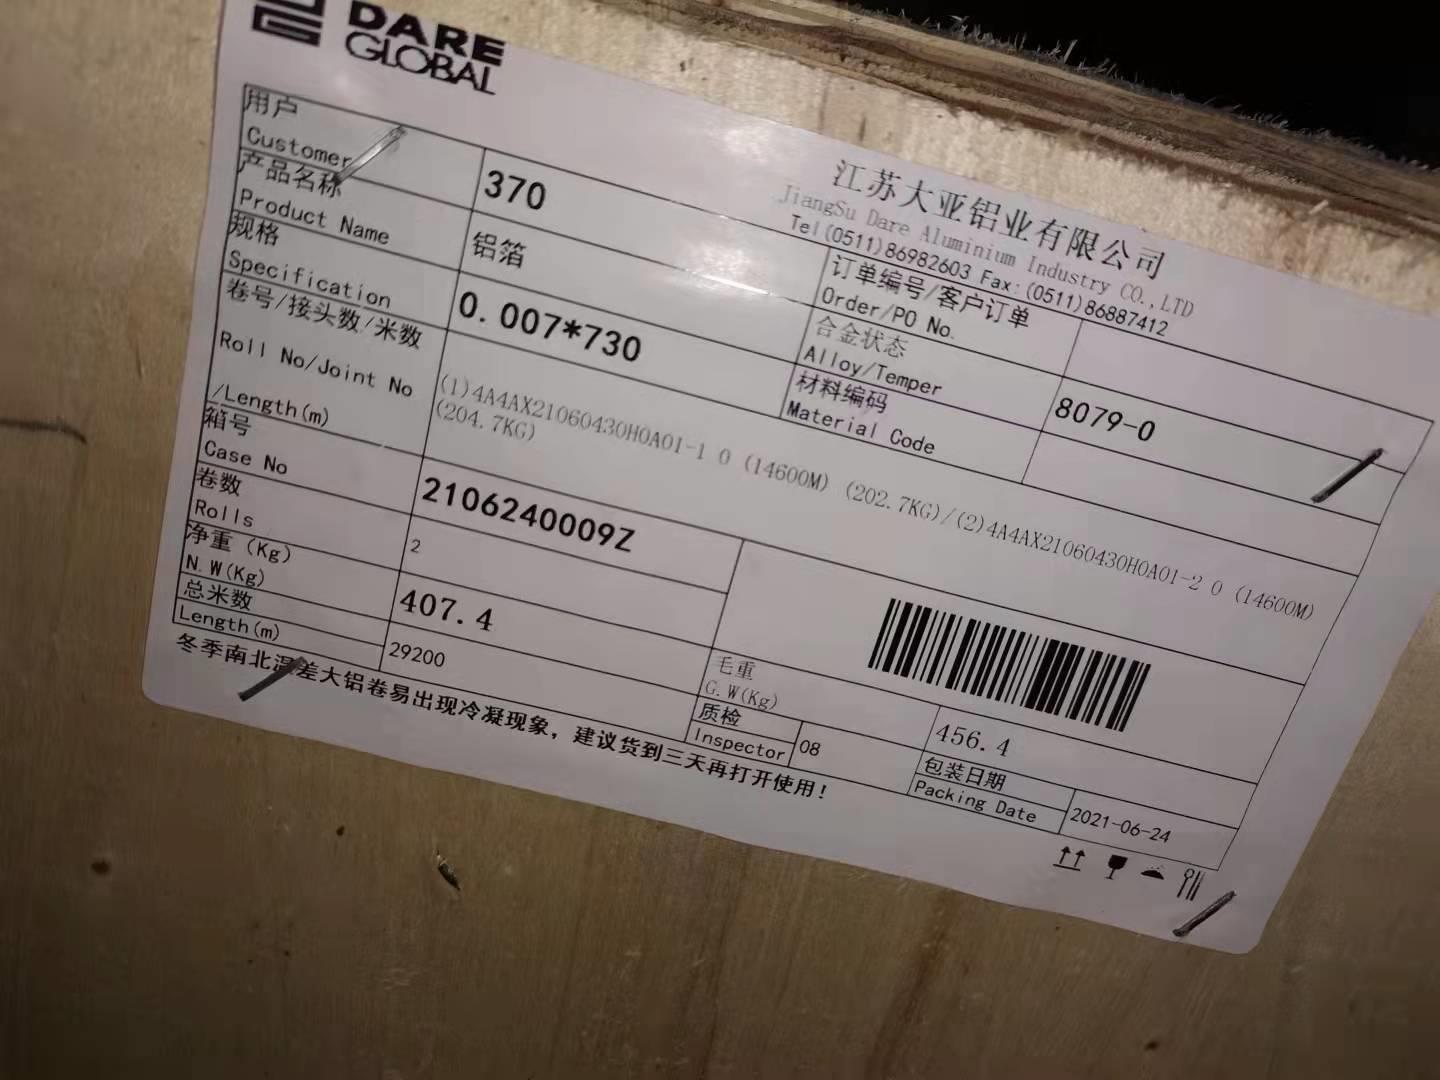 DARE
GLOBAL
江苏大亚铝业有限公司
JiangSu Dare Aluminium Industry CO.,LTD
Tel(0511)86982603 Fax:(0511)86887412
用户
Customer
370
订单编号/客户订单
Order/PO No.
产品名称
Product Name
铝箔
合金状态
Alloy/Temper
8079-0
规格
Specification
0.007*730
材料编码
Material Code
卷号/接头数/米数
Roll No/Joint No
/Length(m)
(1)4A4AX21060430H0A01-1 0 (14600M) (202.7KG)/(2)4A4AX21060430H0A01-2 0 (14600M)
(204.7KG)
箱号
Case No
2106240009Z
卷数
Rolls
2
净重 (Kg)
N.W(Kg)
407.4
毛重
G.W(Kg)
456.4
总米数
Length(m)
29200
质检
Inspector
08
包装日期
Packing Date
2021-06-24
冬季南北温差大铝卷易出现冷凝现象，建议货到三天再打开使用！